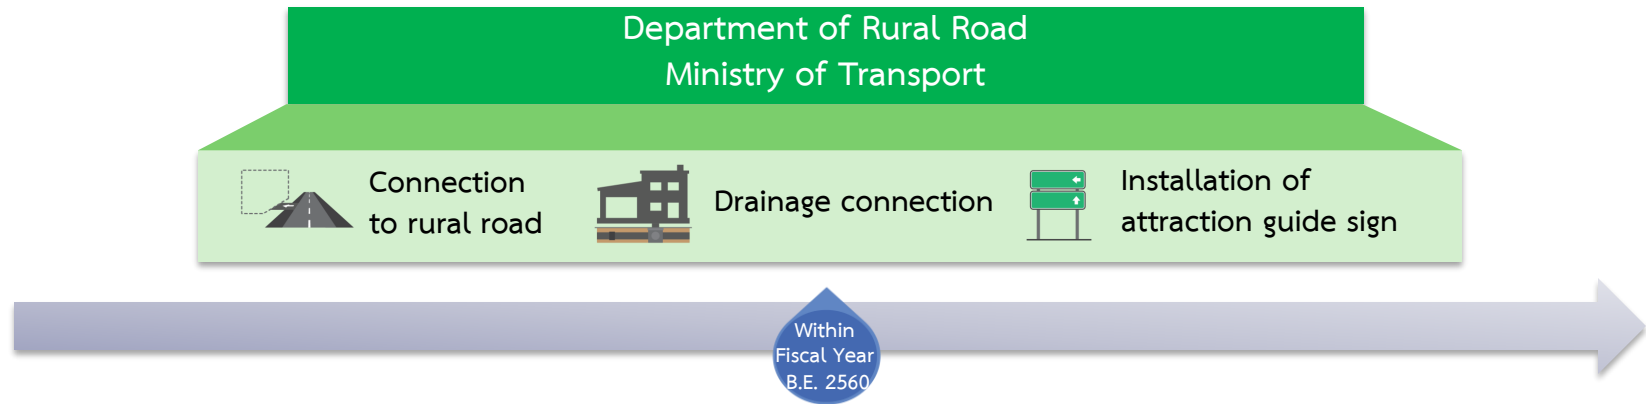 Department of Rural Road
Ministry of Transport
Connection
to rural road
Drainage connection
Installation of
attraction guide sign
Within
Fiscal Year
B.E. 2560